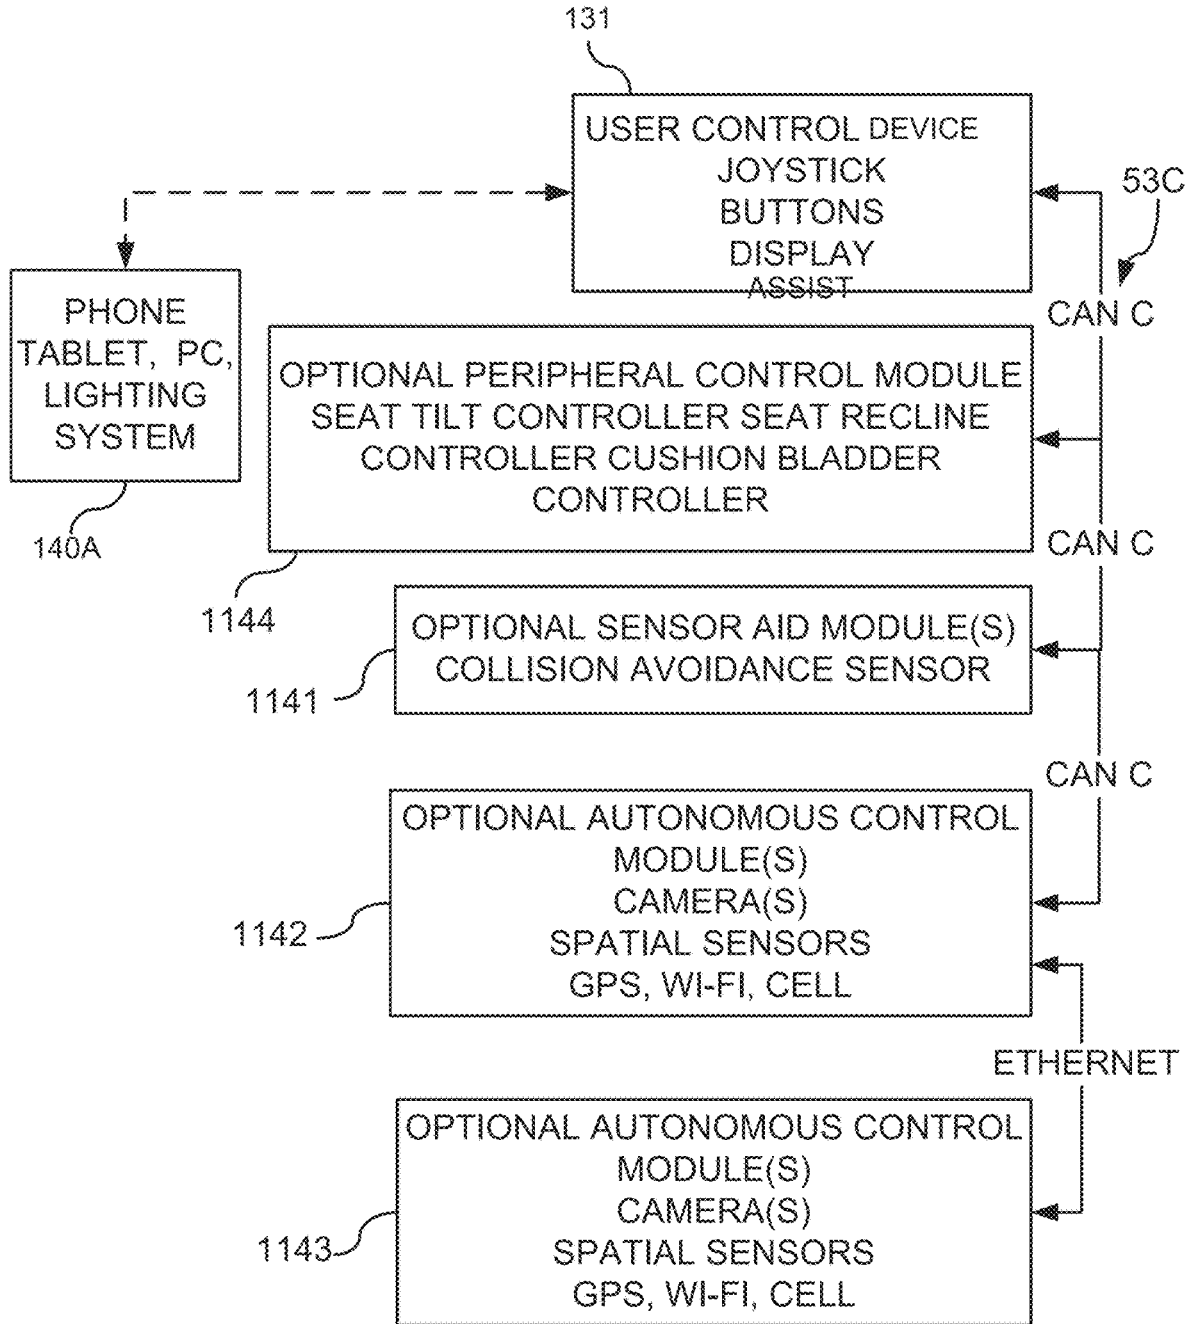 131
USER CONTROL DEVICE
JOYSTICK
BUTTONS
DISPLAY
ASSIST
53C
CAN C
PHONE
TABLET, PC,
LIGHTING
SYSTEM
140A
OPTIONAL PERIPHERAL CONTROL MODULE
SEAT TILT CONTROLLER SEAT RECLINE
CONTROLLER CUSHION BLADDER
CONTROLLER
1144
CAN C
OPTIONAL SENSOR AID MODULE(S)
COLLISION AVOIDANCE SENSOR
1141
CAN C
OPTIONAL AUTONOMOUS CONTROL
MODULE(S)
CAMERA(S)
SPATIAL SENSORS
GPS, WI-FI, CELL
1142
ETHERNET
OPTIONAL AUTONOMOUS CONTROL
MODULE(S)
CAMERA(S)
SPATIAL SENSORS
GPS, WI-FI, CELL
1143